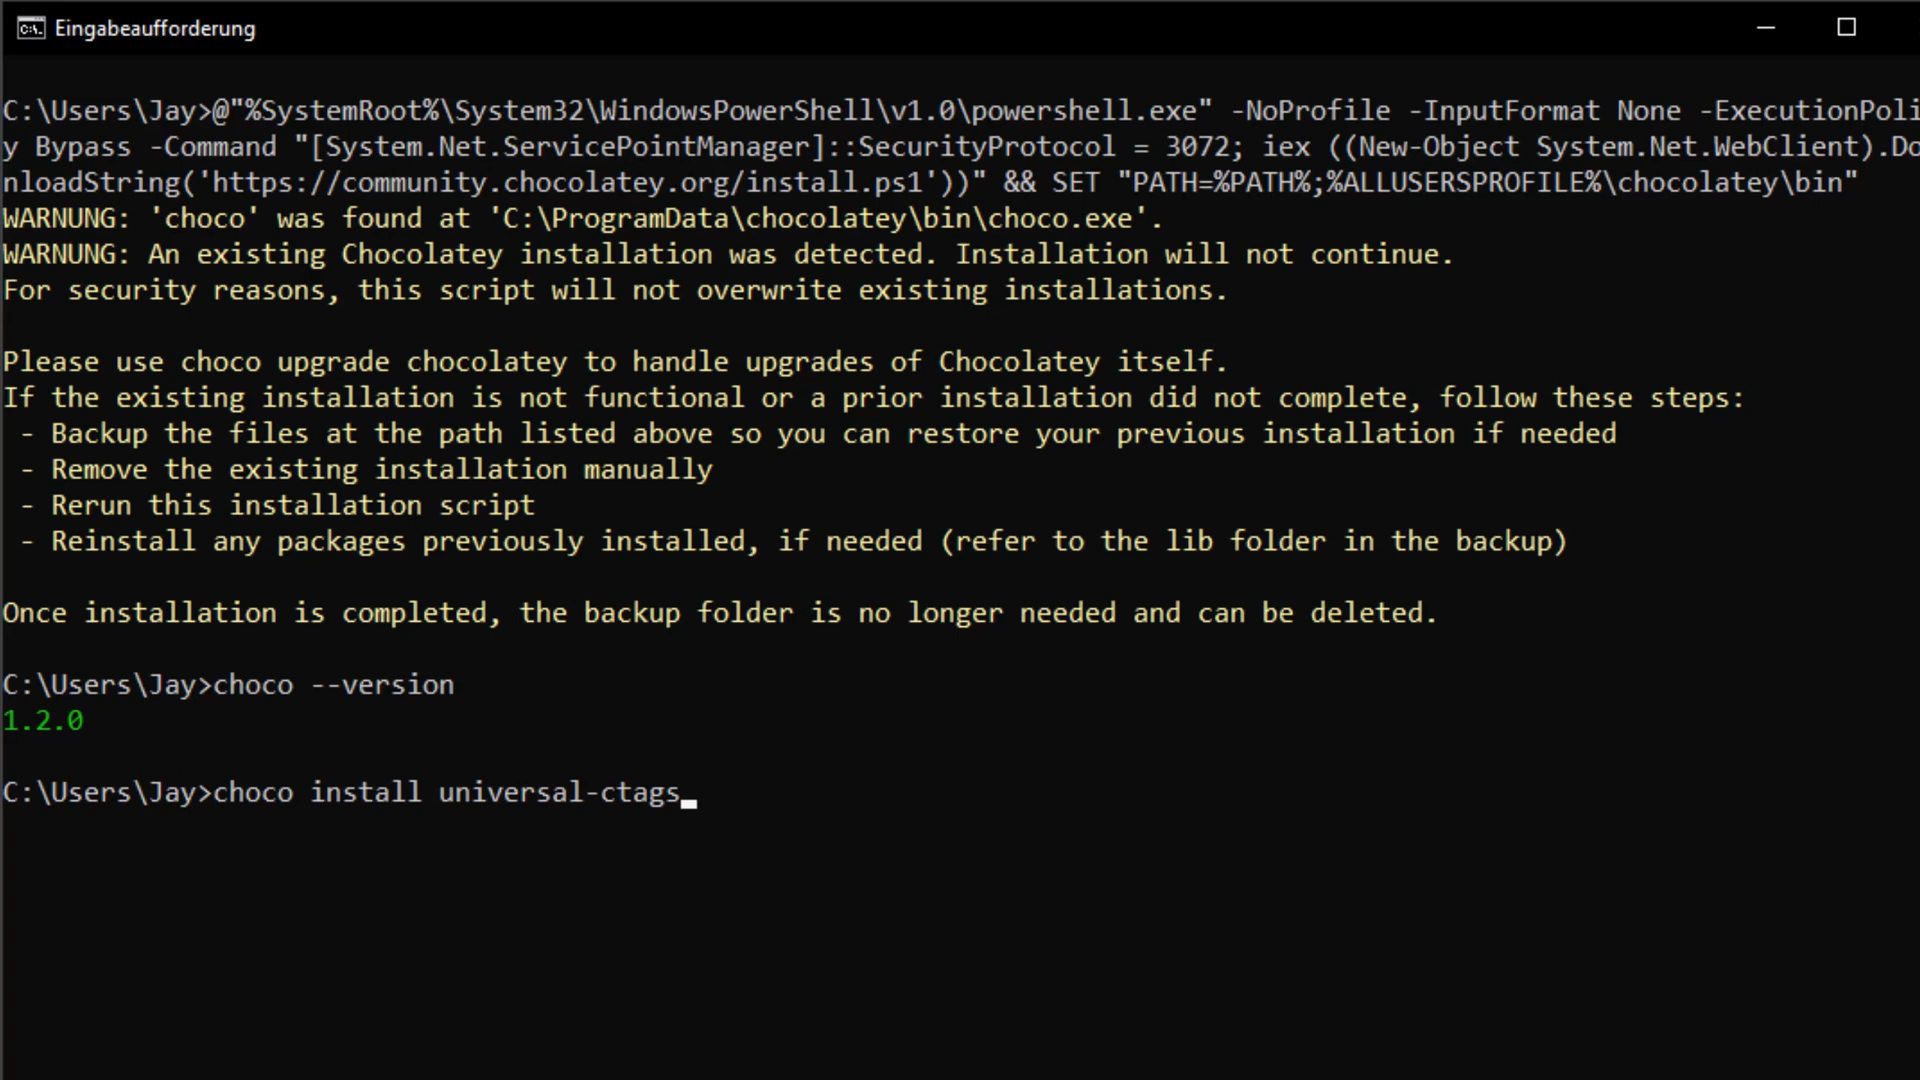 Eingabeaufforderung
C:\Users\Jay>@"%SystemRoot%\System32\WindowsPowerShell\v1.0\powershell.exe" -NoProfile -InputFormat None -ExecutionPoli
y Bypass -Command "[System.Net.ServicePointManager]::SecurityProtocol = 3072; iex ((New-Object System.Net.WebClient).Do
nloadString('https://community.chocolatey.org/install.ps1'))" && SET "PATH=%PATH%;%ALLUSERSPROFILE%\chocolatey\bin"
WARNUNG: 'choco' was found at 'C:\ProgramData\chocolatey\bin\choco.exe'.
WARNUNG: An existing Chocolatey installation was detected. Installation will not continue.
For security reasons, this script will not overwrite existing installations.
Please use choco upgrade chocolatey to handle upgrades of Chocolatey itself.
If the existing installation is not functional or a prior installation did not complete, follow these steps:
- Backup the files at the path listed above so you can restore your previous installation if needed
- Remove the existing installation manually
- Rerun this installation script
- Reinstall any packages previously installed, if needed (refer to the lib folder in the backup)
Once installation is completed, the backup folder is no longer needed and can be deleted.
C:\Users\Jay>choco --version
1.2.0
C:\Users\Jay>choco install universal-ctags